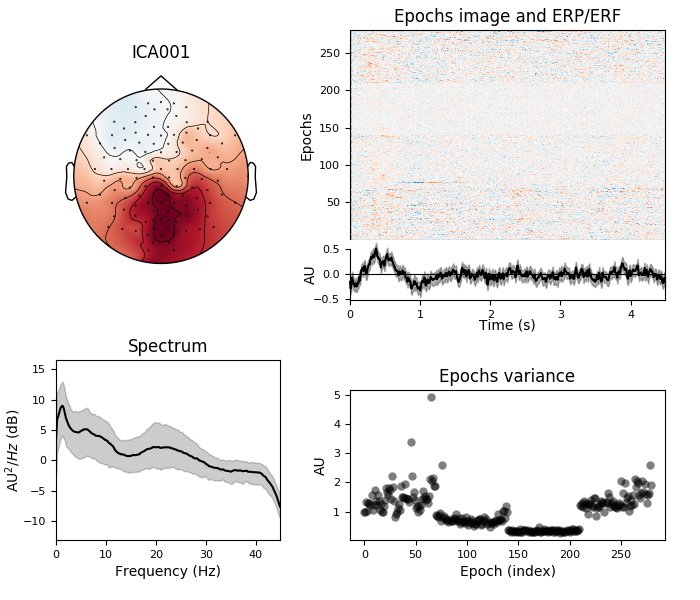 ICA001
Epochs image and ERP/ERF
Epochs
250
200
150
100
50
AU
0.5
0.0
−0.5
0 1 2 3 4
Time (s)
Spectrum
AU²/Hz (dB)
15
10
5
0
−5
−10
0 10 20 30 40
Frequency (Hz)
Epochs variance
AU
5
4
3
2
1
0 50 100 150 200 250
Epoch (index)